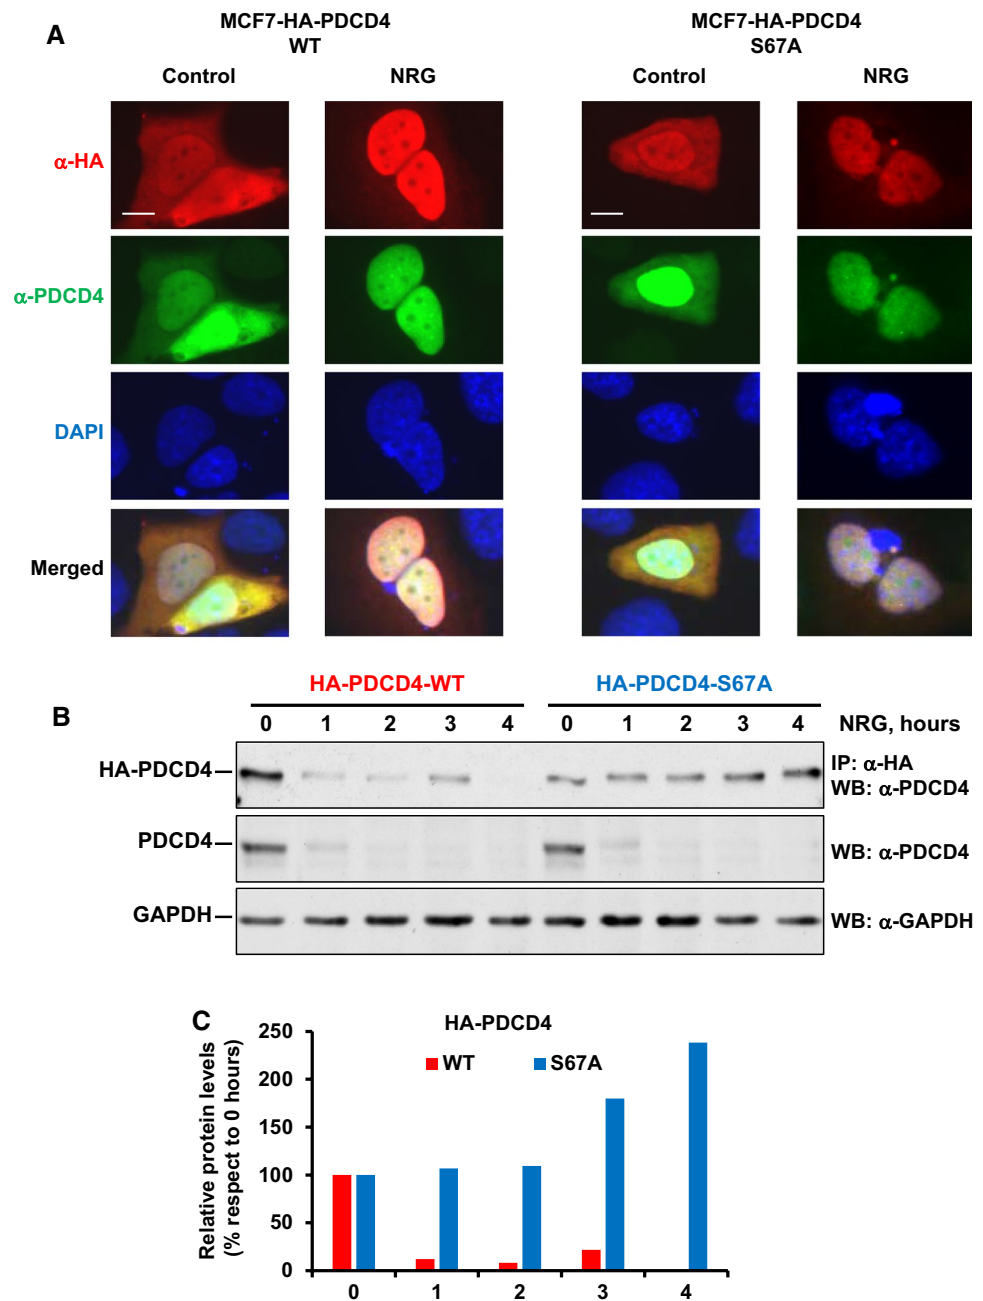 A
MCF7-HA-PDCD4
WT
MCF7-HA-PDCD4
S67A
Control
NRG
Control
NRG
α-HA
α-PDCD4
DAPI
Merged
B
HA-PDCD4-WT
HA-PDCD4-S67A
0 1 2 3 4 0 1 2 3 4 NRG, hours
HA-PDCD4
IP: α-HA
WB: α-PDCD4
PDCD4
WB: α-PDCD4
GAPDH
WB: α-GAPDH
C
HA-PDCD4
WT S67A
Relative protein levels
(% respect to 0 hours)
250
200
150
100
50
0
0 1 2 3 4